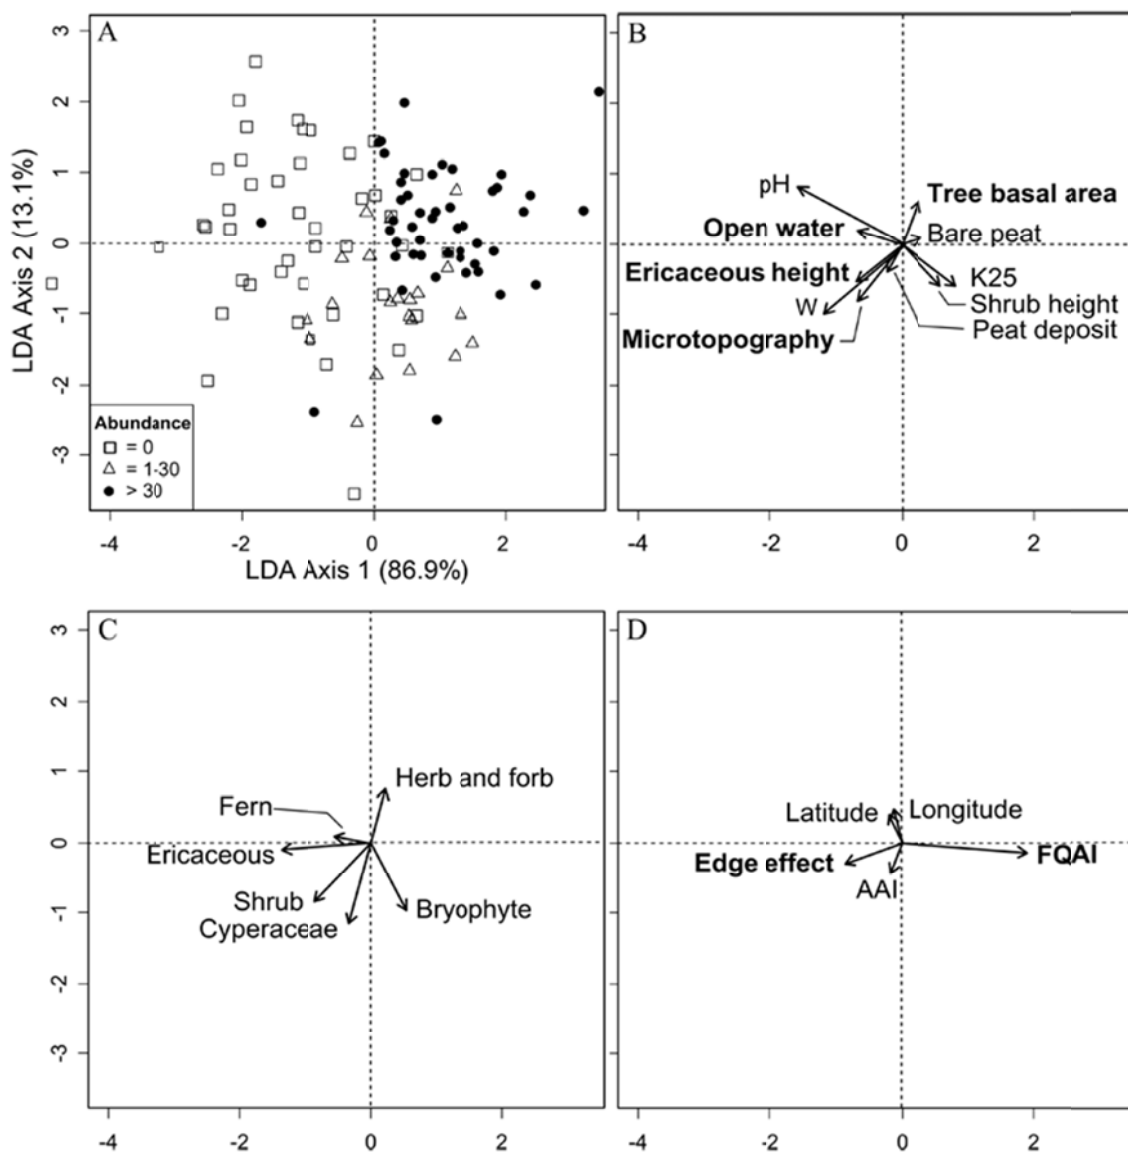 A
3
2
1
0
-1
-2
-3
LDA Axis 2 (13.1%)
Abundance
= 0
= 1-30
> 30
-4
-2
0
2
LDA Axis 1 (86.9%)
B
pH
Tree basal area
Open water
Bare peat
Ericaceous height
K25
W
Shrub height
Microtopography
Peat deposit
-4
-2
0
2
C
3
2
1
0
-1
-2
-3
Herb and forb
Fern
Ericaceous
Shrub
Bryophyte
Cyperaceae
-4
-2
0
2
D
Latitude
Longitude
Edge effect
FQAI
AAI
-4
-2
0
2